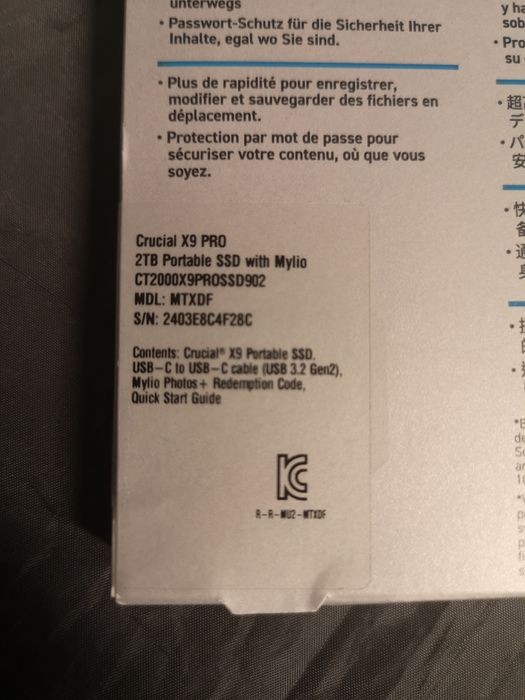 unterwegs
• Passwort-Schutz für die Sicherheit Ihrer
Inhalte, egal wo Sie sind.
• Plus de rapidité pour enregistrer,
modifier et sauvegarder des fichiers en
déplacement.
• Protection par mot de passe pour
sécuriser votre contenu, où que vous
soyez.
Crucial X9 PRO
2TB Portable SSD with Mylio
CT2000X9PROSSD902
MDL: MTXDF
S/N: 2403E8C4F28C
Contents: Crucial® X9 Portable SSD,
USB-C to USB-C cable (USB 3.2 Gen2),
Mylio Photos+ Redemption Code,
Quick Start Guide
R-R-MU2-MTXDF
• Pro
su